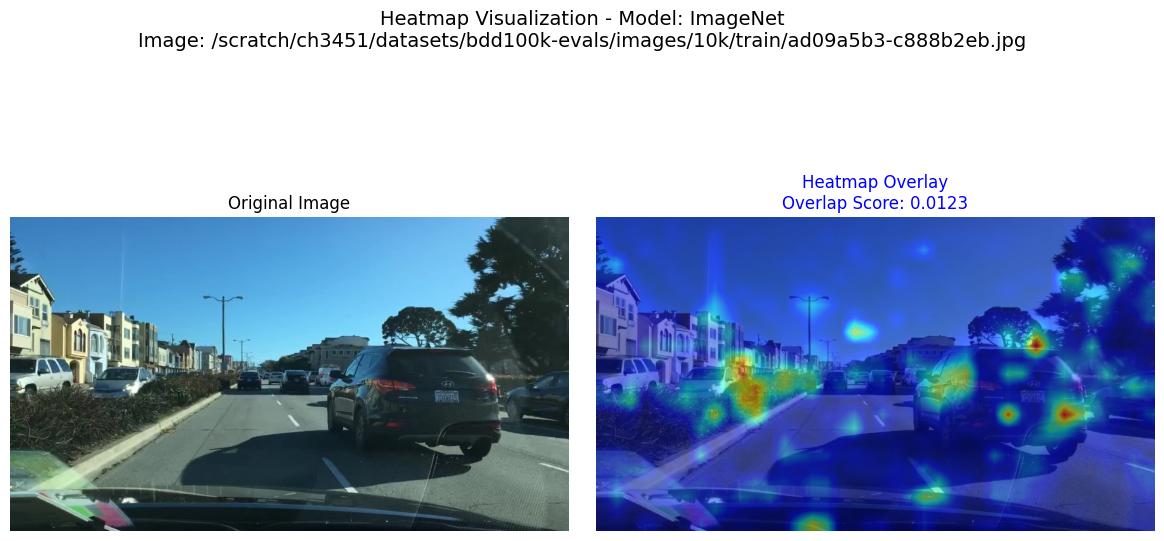 Heatmap Visualization - Model: ImageNet
Image: /scratch/ch3451/datasets/bdd100k-evals/images/10k/train/ad09a5b3-c888b2eb.jpg
Original Image
Heatmap Overlay
Overlap Score: 0.0123